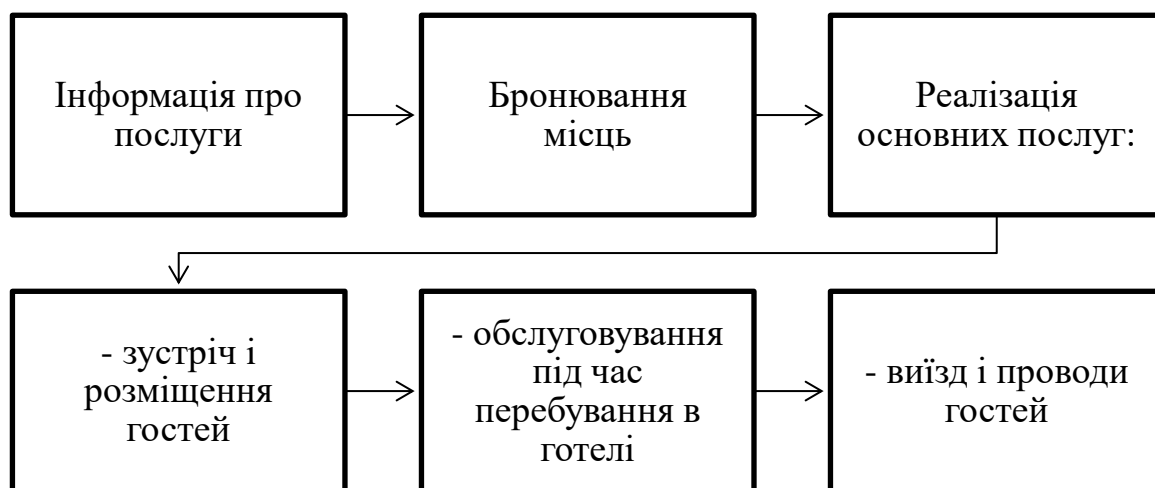 Інформація про
послуги
Бронювання
місць
Реалізація
основних послуг:
- зустріч і
розміщення
гостей
- обслуговування
під час
перебування в
готелі
- виїзд і проводи
гостей